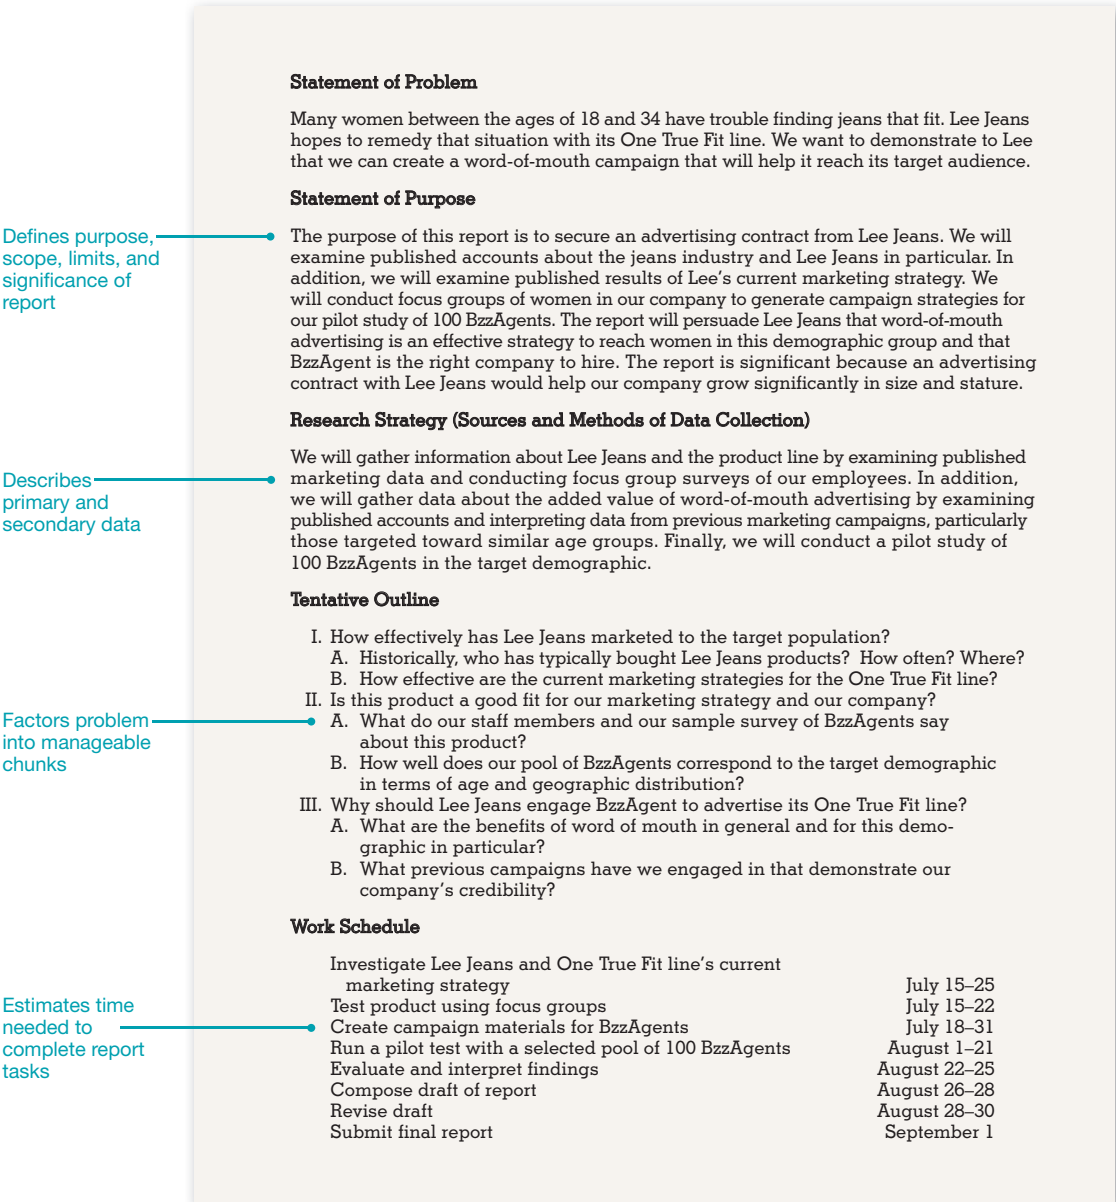 Statement of Problem
Many women between the ages of 18 and 34 have trouble finding jeans that fit. Lee Jeans
hopes to remedy that situation with its One True Fit line. We want to demonstrate to Lee
that we can create a word-of-mouth campaign that will help it reach its target audience.
Statement of Purpose
Defines purpose,
scope, limits, and
significance of
report
The purpose of this report is to secure an advertising contract from Lee Jeans. We will
examine published accounts about the jeans industry and Lee Jeans in particular. In
addition, we will examine published results of Lee's current marketing strategy. We
will conduct focus groups of women in our company to generate campaign strategies for
our pilot study of 100 BzzAgents. The report will persuade Lee Jeans that word-of-mouth
advertising is an effective strategy to reach women in this demographic group and that
BzzAgent is the right company to hire. The report is significant because an advertising
contract with Lee Jeans would help our company grow significantly in size and stature.
Research Strategy (Sources and Methods of Data Collection)
Describes
primary and
secondary data
We will gather information about Lee Jeans and the product line by examining published
marketing data and conducting focus group surveys of our employees. In addition,
we will gather data about the added value of word-of-mouth advertising by examining
published accounts and interpreting data from previous marketing campaigns, particularly
those targeted toward similar age groups. Finally, we will conduct a pilot study of
100 BzzAgents in the target demographic.
Tentative Outline
I. How effectively has Lee Jeans marketed to the target population?
A. Historically, who has typically bought Lee Jeans products? How often? Where?
B. How effective are the current marketing strategies for the One True Fit line?
II. Is this product a good fit for our marketing strategy and our company?
Factors problem
into manageable
chunks
A. What do our staff members and our sample survey of BzzAgents say
about this product?
B. How well does our pool of BzzAgents correspond to the target demographic
in terms of age and geographic distribution?
III. Why should Lee Jeans engage BzzAgent to advertise its One True Fit line?
A. What are the benefits of word of mouth in general and for this demo-
graphic in particular?
B. What previous campaigns have we engaged in that demonstrate our
company's credibility?
Work Schedule
Investigate Lee Jeans and One True Fit line's current
marketing strategy July 15–25
Test product using focus groups July 15–22
Estimates time
needed to
complete report
tasks
Create campaign materials for BzzAgents July 18–31
Run a pilot test with a selected pool of 100 BzzAgents August 1–21
Evaluate and interpret findings August 22–25
Compose draft of report August 26–28
Revise draft August 28–30
Submit final report September 1